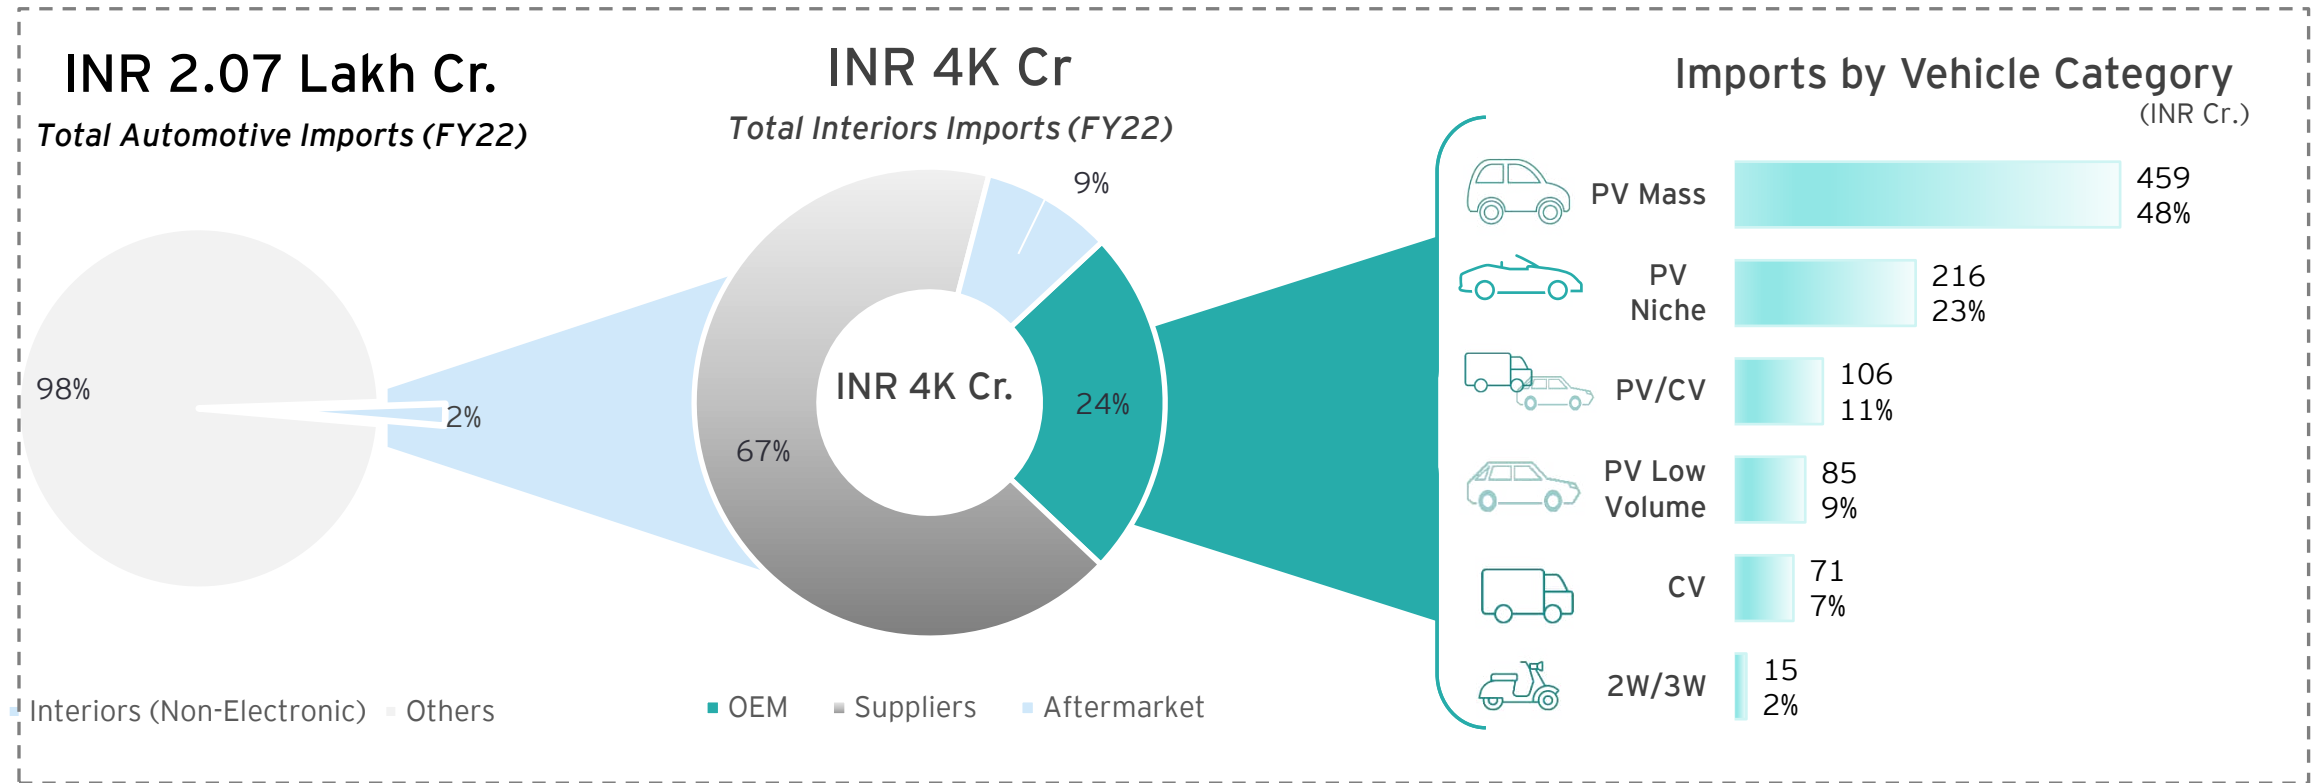 INR 2.07 Lakh Cr.
Total Automotive Imports (FY22)
98%
2%
Interiors (Non-Electronic)
Others
INR 4K Cr
Total Interiors Imports (FY22)
9%
INR 4K Cr.
24%
67%
OEM
Suppliers
Aftermarket
Imports by Vehicle Category
(INR Cr.)
PV Mass
459
48%
PV
Niche
216
23%
PV/CV
106
11%
PV Low
Volume
85
9%
CV
71
7%
2W/3W
15
2%